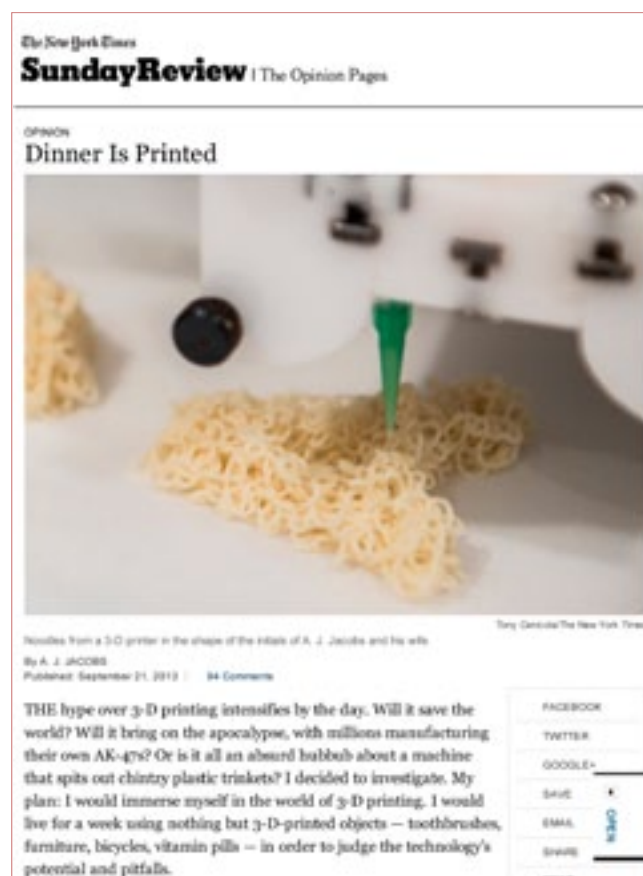 The New York Times
SundayReview | The Opinion Pages
OPINION
Dinner Is Printed
Tony Cenicola/The New York Times
Noodles from a 3-D printer in the shape of the initials of A. J. Jacobs and his wife.
By A. J. JACOBS
Published: September 21, 2013
94 Comments
THE hype over 3-D printing intensifies by the day. Will it save the
world? Will it bring on the apocalypse, with millions manufacturing
their own AK-47s? Or is it all an absurd hubbub about a machine
that spits out chintzy plastic trinkets? I decided to investigate. My
plan: I would immerse myself in the world of 3-D printing. I would
live for a week using nothing but 3-D-printed objects — toothbrushes,
furniture, bicycles, vitamin pills — in order to judge the technology's
potential and pitfalls.
FACEBOOK
TWITTER
GOOGLE+
SAVE
EMAIL
SHARE
OPEN